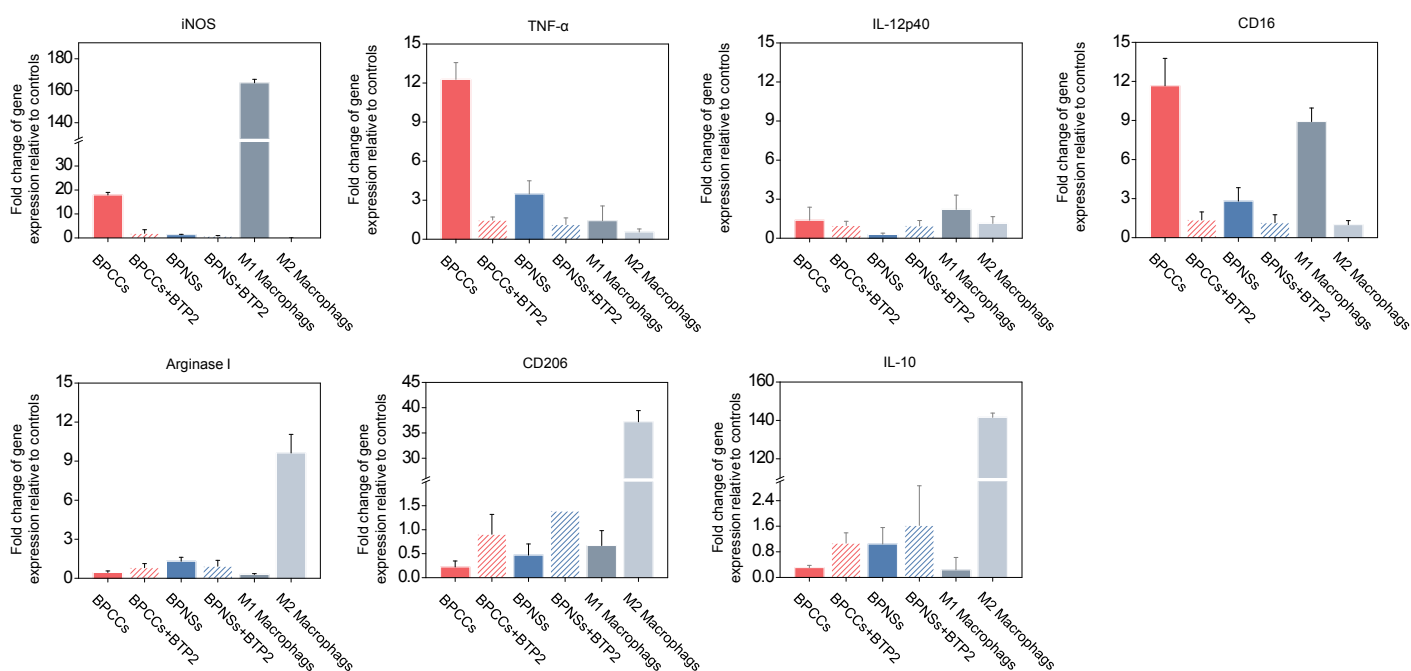 iNOS
Fold change of gene
expression relative to controls
160
140
30
20
10
0
BPCCs
BPCCs+BTP2
BPNSs
BPNSs+BTP2
M1 Macrophags
M2 Macrophags
TNF-α
Fold change of gene
expression relative to controls
15
12
9
6
3
0
BPCCs
BPCCs+BTP2
BPNSs
BPNSs+BTP2
M1 Macrophags
M2 Macrophags
IL-12p40
Fold change of gene
expression relative to controls
15
12
9
6
3
0
BPCCs
BPCCs+BTP2
BPNSs
BPNSs+BTP2
M1 Macrophags
M2 Macrophags
CD16
Fold change of gene
expression relative to controls
15
12
9
6
3
0
BPCCs
BPCCs+BTP2
BPNSs
BPNSs+BTP2
M1 Macrophags
M2 Macrophags
Arginase I
Fold change of gene
expression relative to controls
15
12
9
6
3
0
BPCCs
BPCCs+BTP2
BPNSs
BPNSs+BTP2
M1 Macrophags
M2 Macrophags
CD206
Fold change of gene
expression relative to controls
45
40
35
30
25
1.5
1.0
0.5
0.0
BPCCs
BPCCs+BTP2
BPNSs
BPNSs+BTP2
M1 Macrophags
M2 Macrophags
IL-10
Fold change of gene
expression relative to controls
160
140
120
2.4
1.6
0.8
0.0
BPCCs
BPCCs+BTP2
BPNSs
BPNSs+BTP2
M1 Macrophags
M2 Macrophags